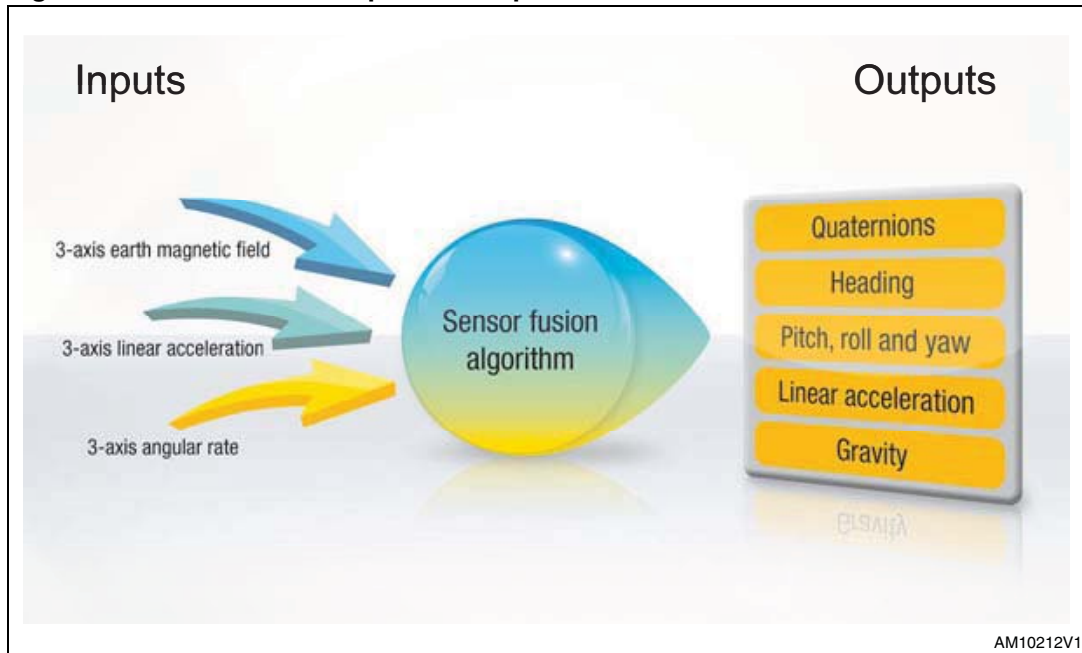 Inputs
Outputs
3-axis earth magnetic field
3-axis linear acceleration
3-axis angular rate
Sensor fusion
algorithm
Quaternions
Heading
Pitch, roll and yaw
Linear acceleration
Gravity
Gravity
AM10212V1